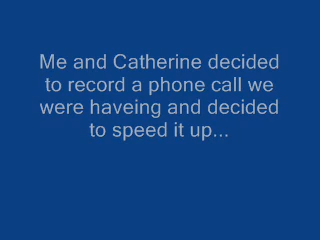 Me and Catherine decided
to record a phone call we
were haveing and decided
to speed it up...